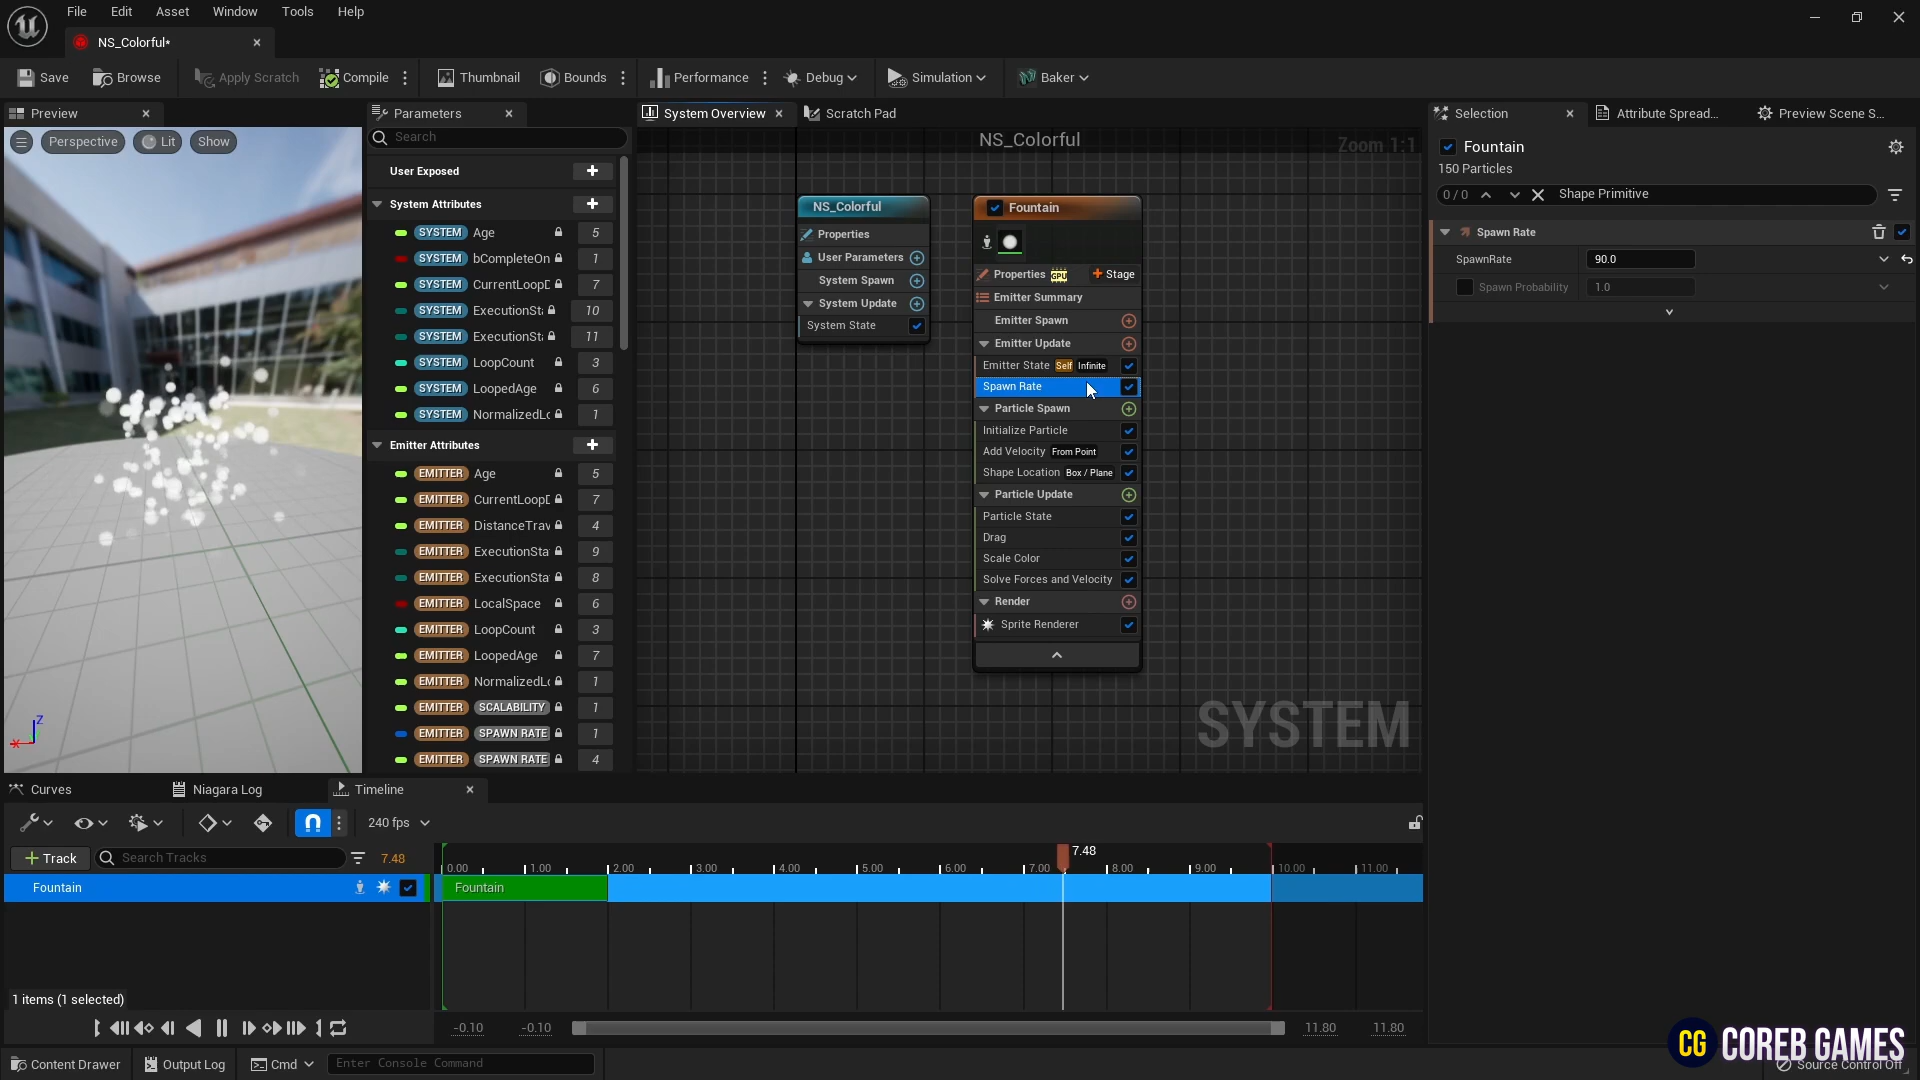 File Edit Asset Window Tools Help
NS_Colorful*
Save Browse Apply Scratch Compile Thumbnail Bounds Performance Debug Simulation Baker
Preview
Perspective Lit Show
Z
X
Parameters
Search
User Exposed
System Attributes
SYSTEM Age 5
SYSTEM bCompleteOn 1
SYSTEM CurrentLoopD 7
SYSTEM ExecutionSta 10
SYSTEM ExecutionSta 11
SYSTEM LoopCount 3
SYSTEM LoopedAge 6
SYSTEM NormalizedLo 1
Emitter Attributes
EMITTER Age 5
EMITTER CurrentLoopD 7
EMITTER DistanceTrav 4
EMITTER ExecutionSta 9
EMITTER ExecutionSta 8
EMITTER LocalSpace 6
EMITTER LoopCount 3
EMITTER LoopedAge 7
EMITTER NormalizedLo 1
EMITTER SCALABILITY 1
EMITTER SPAWN RATE 1
EMITTER SPAWN RATE 4
System Overview Scratch Pad
NS_Colorful
Zoom 1:1
NS_Colorful
Properties
User Parameters
System Spawn
System Update
System State
Fountain
Properties GPU + Stage
Emitter Summary
Emitter Spawn
Emitter Update
Emitter State Self Infinite
Spawn Rate
Particle Spawn
Initialize Particle
Add Velocity From Point
Shape Location Box / Plane
Particle Update
Particle State
Drag
Scale Color
Solve Forces and Velocity
Render
Sprite Renderer
SYSTEM
Selection Attribute Spread... Preview Scene S...
Fountain
150 Particles
0 / 0 Shape Primitive
Spawn Rate
SpawnRate 90.0
Spawn Probability 1.0
Curves Niagara Log Timeline
240 fps
+ Track Search Tracks 7.48
7.48
0.00 1.00 2.00 3.00 4.00 5.00 6.00 7.00 8.00 9.00 10.00 11.00
Fountain
Fountain
1 items (1 selected)
-0.10 -0.10 11.80 11.80
Content Drawer Output Log Cmd Enter Console Command
CG COREB GAMES
Source Control Off